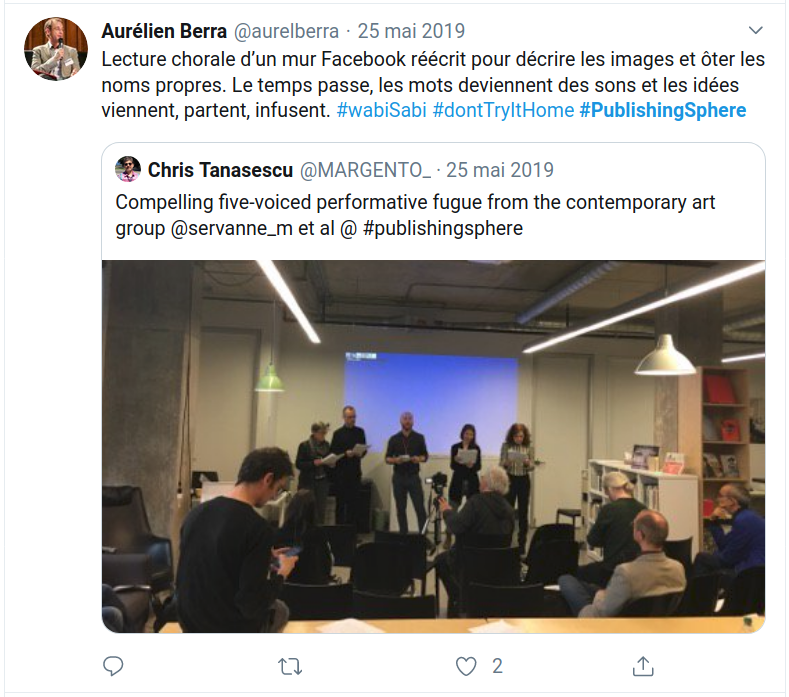 Aurélien Berra @aurelberra · 25 mai 2019
Lecture chorale d’un mur Facebook réécrit pour décrire les images et ôter les
noms propres. Le temps passe, les mots deviennent des sons et les idées
viennent, partent, infusent. #wabiSabi #dontTryItHome #PublishingSphere
Chris Tanasescu @MARGENTO_ · 25 mai 2019
Compelling five-voiced performative fugue from the contemporary art
group @servanne_m et al @ #publishingsphere
2